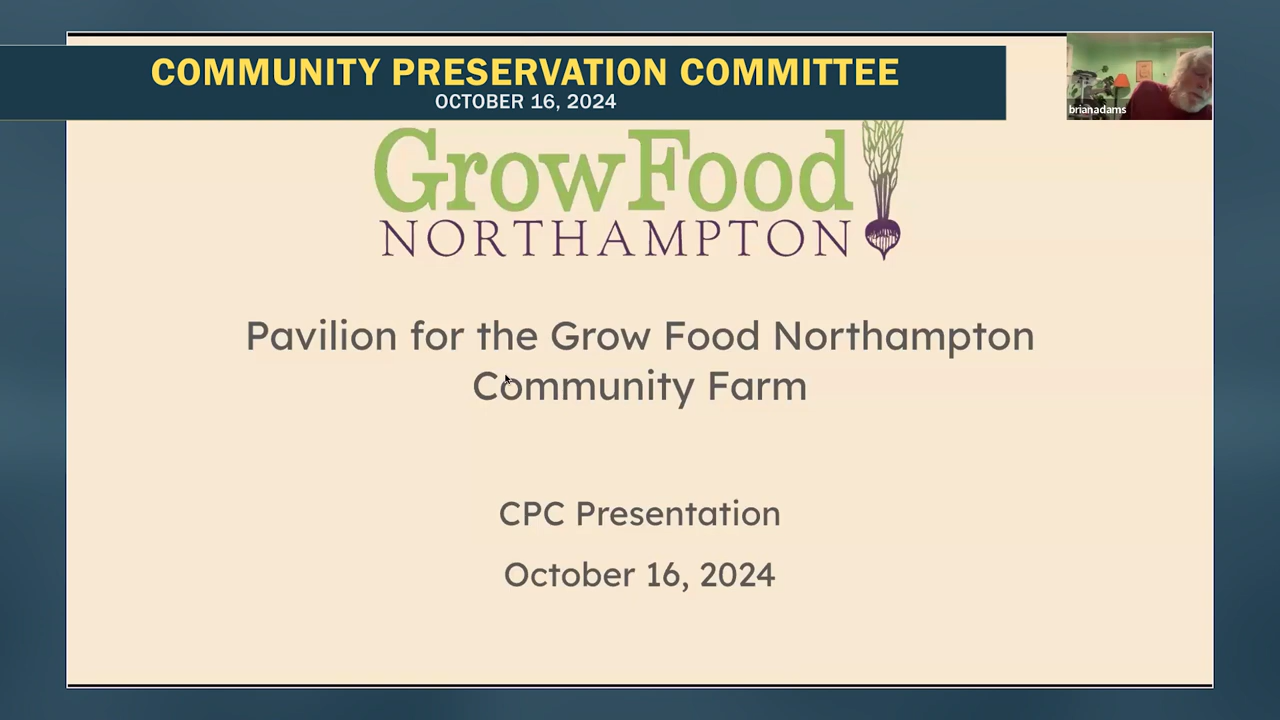 COMMUNITY PRESERVATION COMMITTEE
OCTOBER 16, 2024
brianadams
GrowFood
NORTHAMPTON
Pavilion for the Grow Food Northampton
Community Farm
CPC Presentation
October 16, 2024